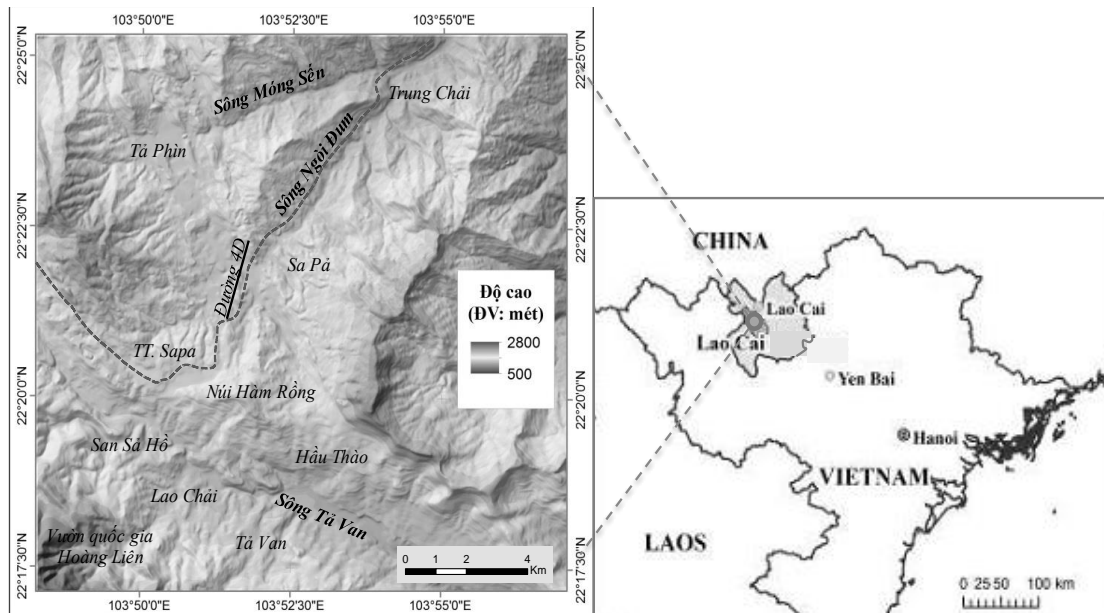 103°50'0"E
103°52'30"E
103°55'0"E
22°25'0"N
22°25'0"N
Sông Móng Sến
Trung Chải
Tả Phìn
Sông Ngòi Đum
22°22'30"N
22°22'30"N
Sa Pả
Đường 4D
Độ cao
(ĐV: mét)
2800
500
TT. Sapa
Núi Hàm Rồng
22°20'0"N
22°20'0"N
San Sả Hồ
Hầu Thào
Lao Chải
Sông Tả Van
Vườn quốc gia
Hoàng Liên
Tả Van
22°17'30"N
22°17'30"N
0 1 2 4
Km
103°50'0"E
103°52'30"E
103°55'0"E
CHINA
Lao Cai
Lao Cai
Yen Bai
Hanoi
VIETNAM
LAOS
0 25 50 100 km